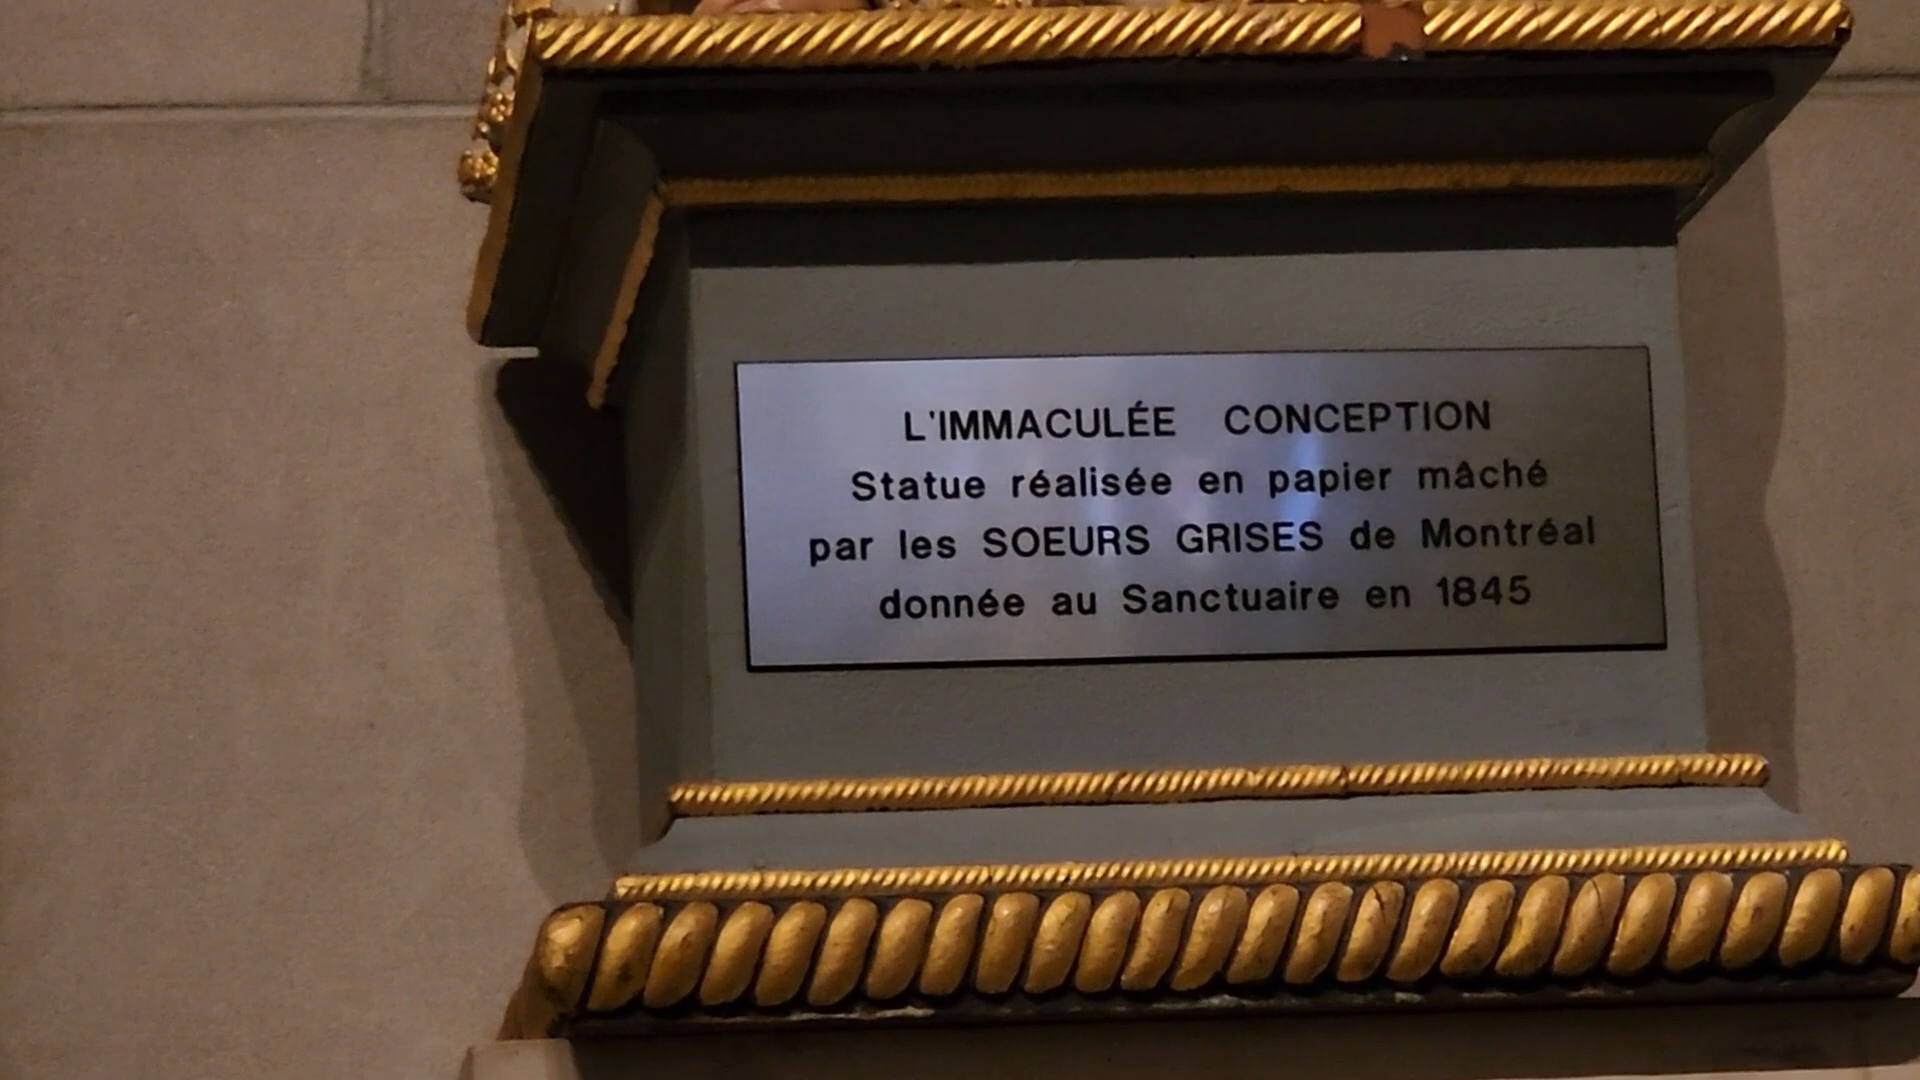 L'IMMACULÉE CONCEPTION
Statue réalisée en papier mâché
par les SOEURS GRISES de Montréal
donnée au Sanctuaire en 1845